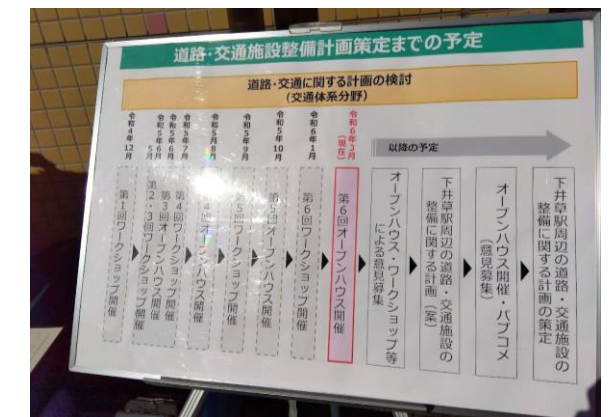 道路・交通施設整備計画策定までの予定
道路・交通に関する計画の検討
(交通体系分野)
令和4年12月
5月
令和5年6月
令和5年6月
令和5年7月
令和5年9月
令和5年10月
令和6年1月
令和6年3月
(現在)
以降の予定
第1回ワークショップ開催
第2・3回ワークショップ開催
第3回オープンハウス開催
第4回ワークショップ開催
オープンハウス開催
第5回ワークショップ開催
第5回オープンハウス開催
第6回ワークショップ開催
第6回オープンハウス開催
オープンハウス・ワークショップ等
による意見募集
下井草駅周辺の道路・交通施設の
整備に関する計画(案)
オープンハウス開催・パブコメ
(意見募集)
下井草駅周辺の道路・交通施設の
整備に関する計画の策定